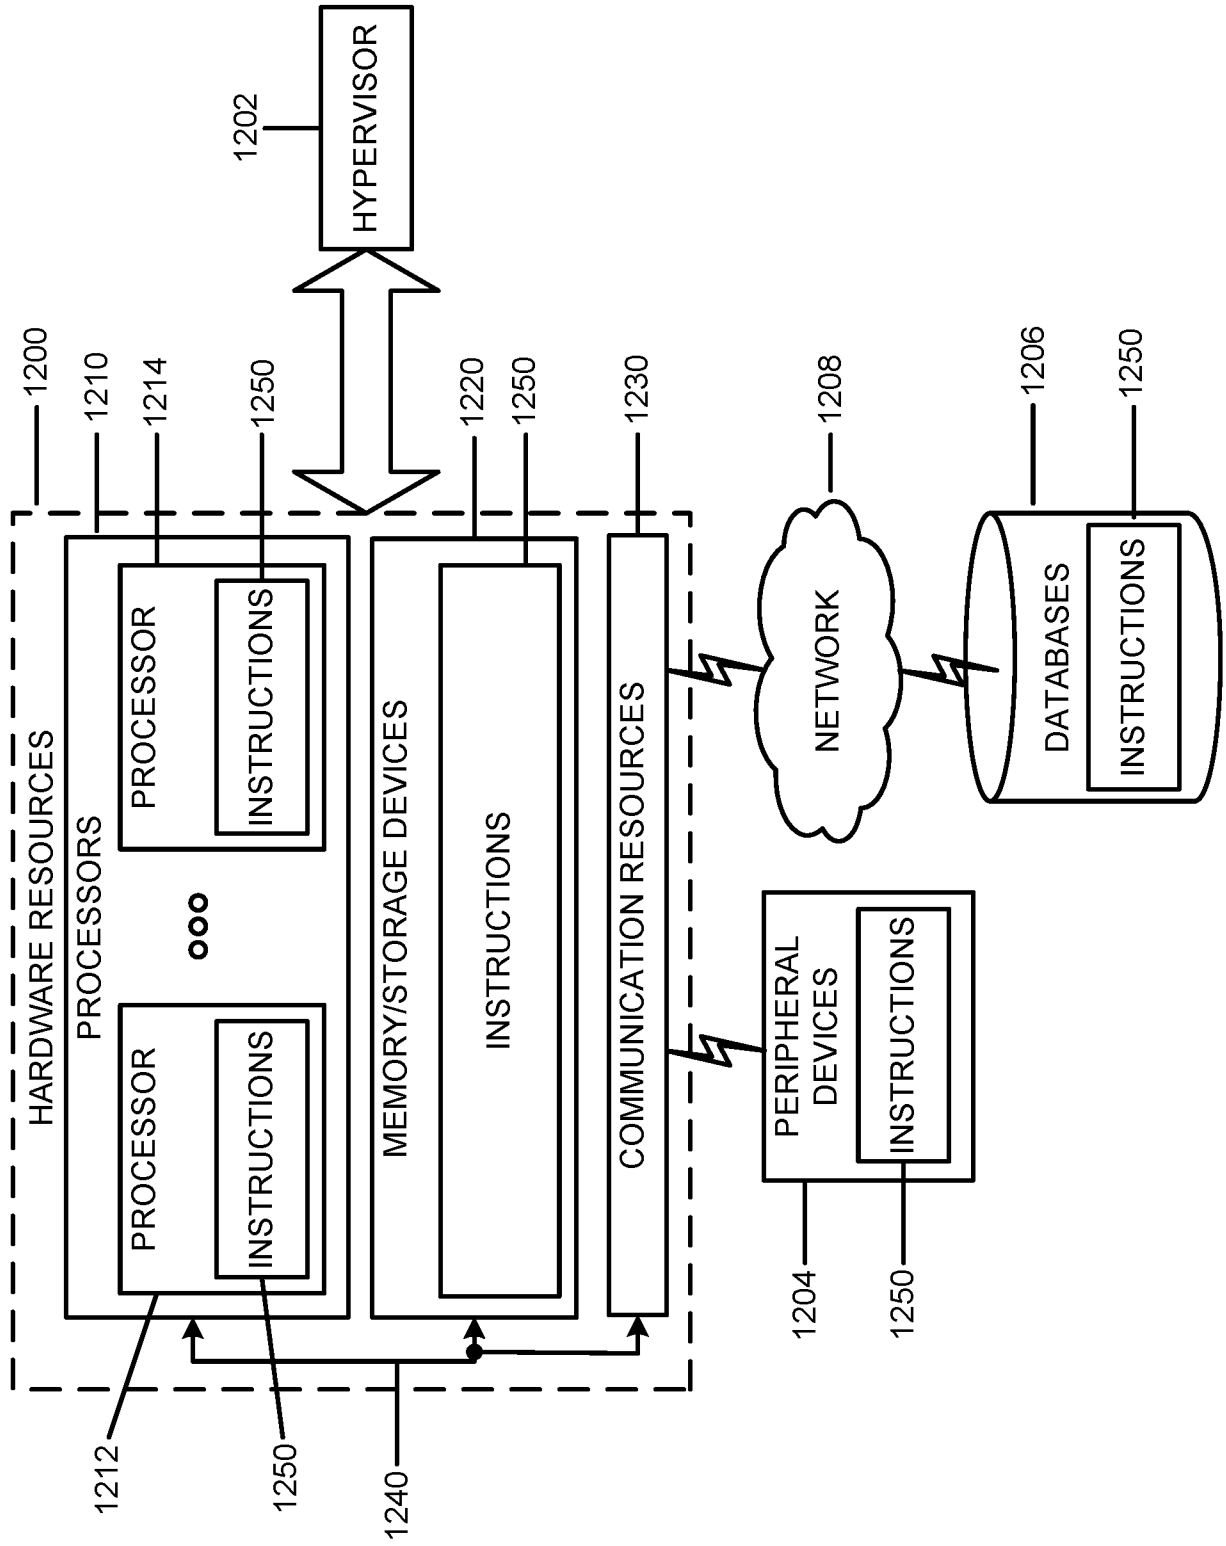 HARDWARE RESOURCES
1200
PROCESSORS
1210
PROCESSOR
1212
INSTRUCTIONS
1250
PROCESSOR
1214
INSTRUCTIONS
1250
HYPERVISOR
1202
MEMORY/STORAGE DEVICES
1220
INSTRUCTIONS
1250
1240
COMMUNICATION RESOURCES
1230
PERIPHERAL
DEVICES
1204
INSTRUCTIONS
1250
NETWORK
1208
DATABASES
1206
INSTRUCTIONS
1250